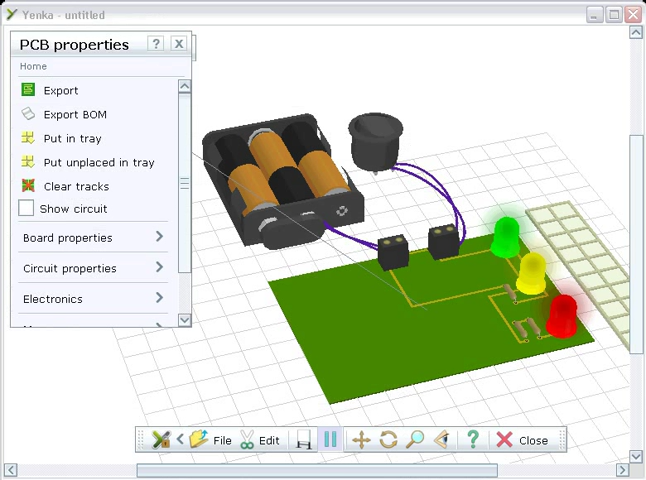 Yenka - untitled
PCB properties
Home
Export
Export BOM
Put in tray
Put unplaced in tray
Clear tracks
Show circuit
Board properties
Circuit properties
Electronics
File Edit ? Close